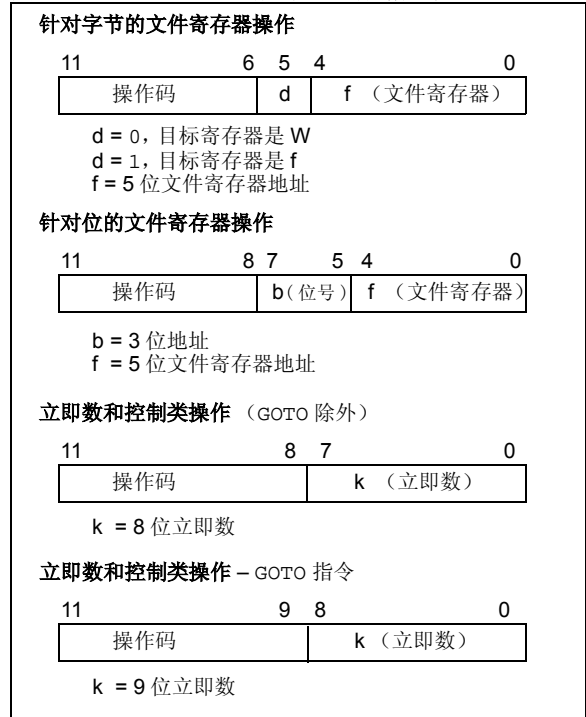 针对字节的文件寄存器操作
11 6 5 4 0
操作码 d f （文件寄存器）
d = 0，目标寄存器是 W
d = 1，目标寄存器是 f
f = 5 位文件寄存器地址
针对位的文件寄存器操作
11 8 7 5 4 0
操作码 b(位号) f （文件寄存器）
b = 3 位地址
f = 5 位文件寄存器地址
立即数和控制类操作 （GOTO 除外）
11 8 7 0
操作码 k （立即数）
k = 8 位立即数
立即数和控制类操作 – GOTO 指令
11 9 8 0
操作码 k （立即数）
k = 9 位立即数